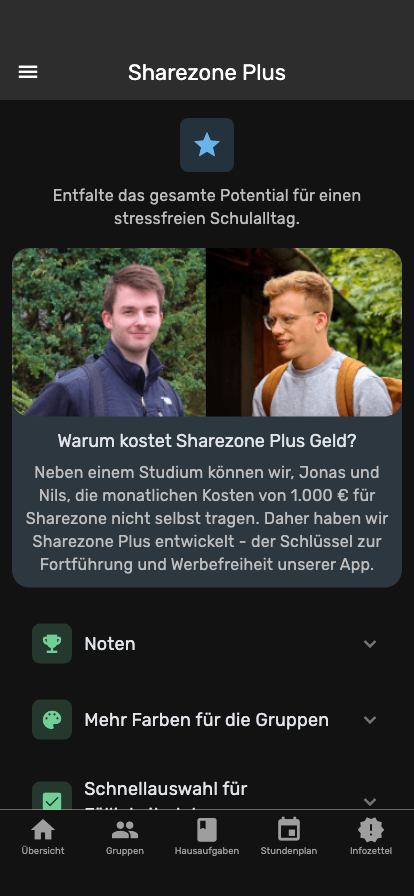 Sharezone Plus
Entfalte das gesamte Potential für einen
stressfreien Schulalltag.
Warum kostet Sharezone Plus Geld?
Neben einem Studium können wir, Jonas und
Nils, die monatlichen Kosten von 1.000 € für
Sharezone nicht selbst tragen. Daher haben wir
Sharezone Plus entwickelt - der Schlüssel zur
Fortführung und Werbefreiheit unserer App.
Noten
Mehr Farben für die Gruppen
Schnellauswahl für
Übersicht
Gruppen
Hausaufgaben
Stundenplan
Infozettel